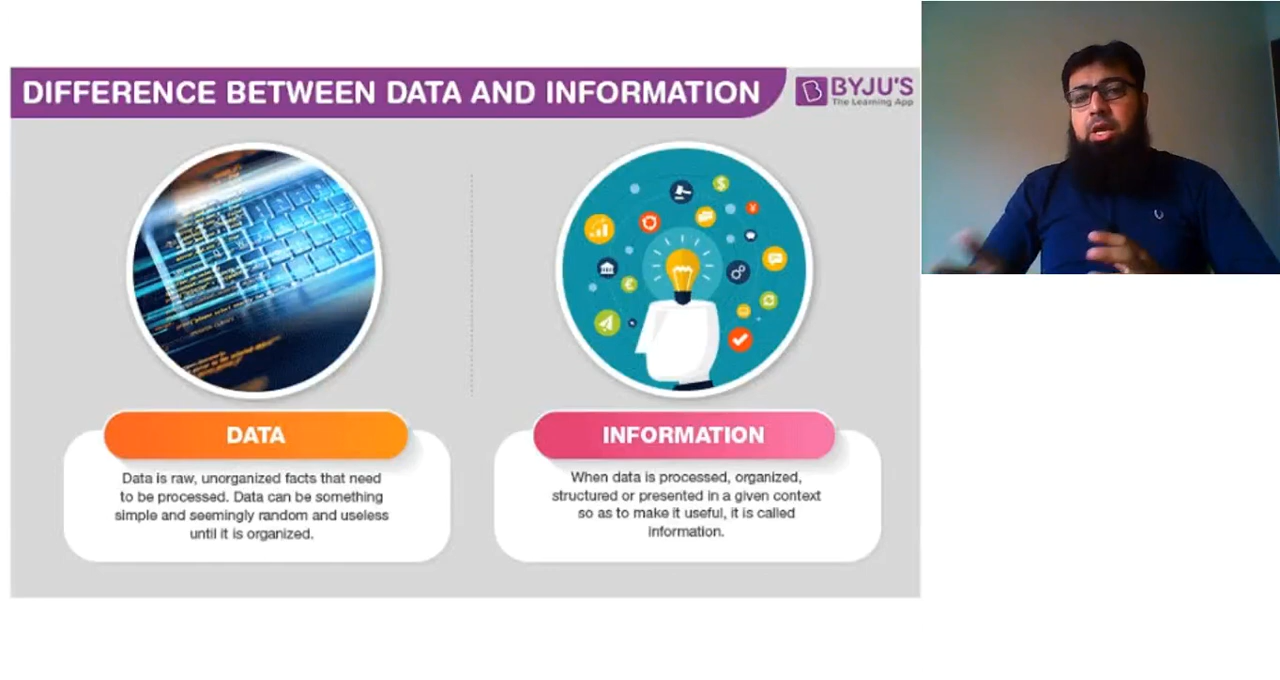 DIFFERENCE BETWEEN DATA AND INFORMATION
BYJU'S
The Learning App
DATA
Data is raw, unorganized facts that need
to be processed. Data can be something
simple and seemingly random and useless
until it is organized.
INFORMATION
When data is processed, organized,
structured or presented in a given context
so as to make it useful, it is called
information.